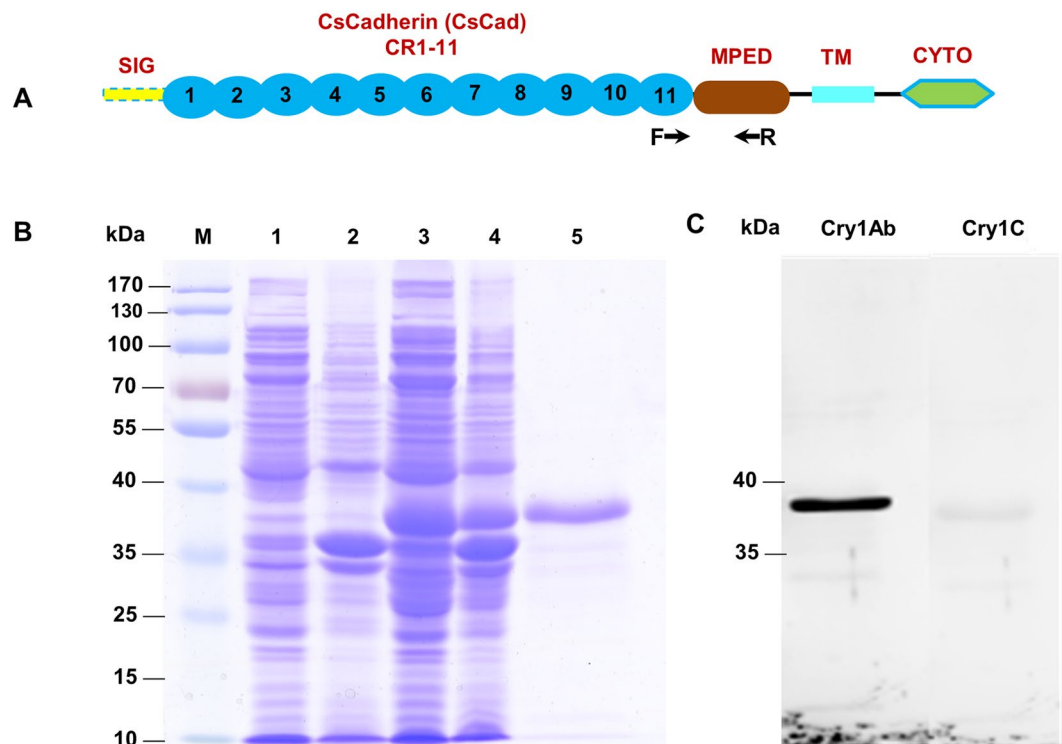 CsCadherin (CsCad)
CR1-11
SIG
MPED
TM
CYTO
A
1 2 3 4 5 6 7 8 9 10 11
F R
B
kDa M 1 2 3 4 5
170
130
100
70
55
40
35
25
15
10
C
kDa Cry1Ab Cry1C
40
35